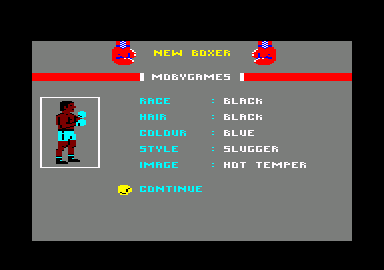 NEW BOXER
MOBYGAMES
RACE : BLACK
HAIR : BLACK
COLOUR : BLUE
STYLE : SLUGGER
IMAGE : HOT TEMPER
CONTINUE